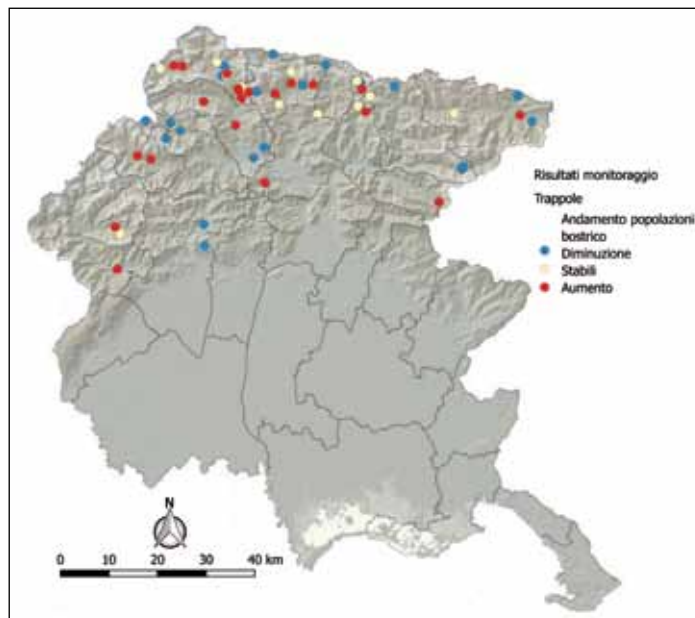 Risultati monitoraggio
Trappole
Andamento popolazioni
bostrico
Diminuzione
Stabili
Aumento
N
0 10 20 30 40 km